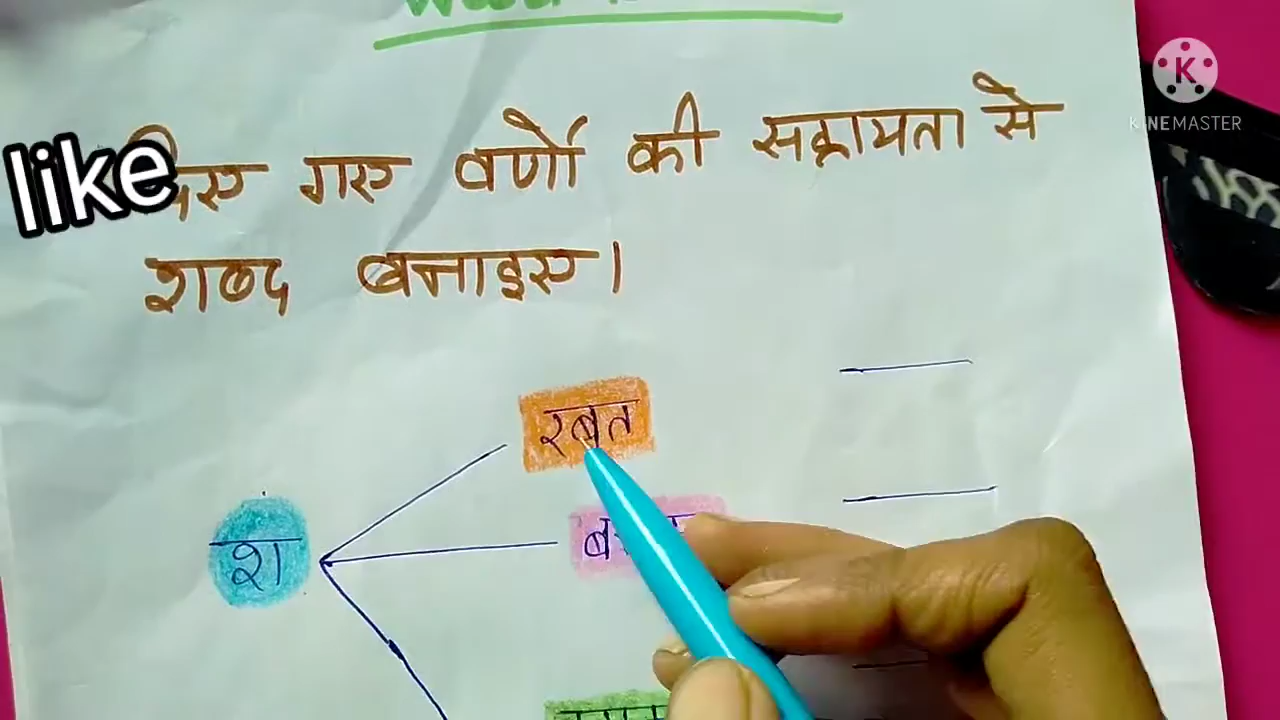 दिए गए वर्णो की सहायता से
like
शब्द बनाइए।
रबत
श
K
KINEMASTER